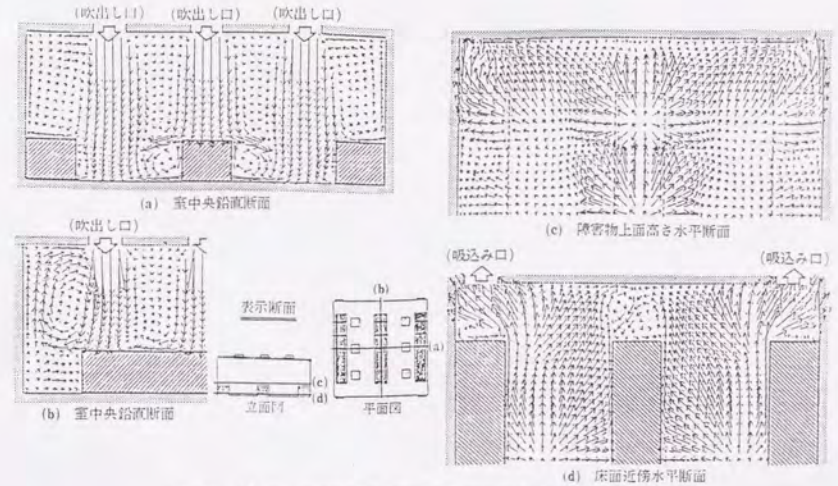 (吹出し口) (吹出し口) (吹出し口)
(a) 室中央鉛直断面
(c) 障害物上面高さ水平断面
(吹出し口)
(b) 室中央鉛直断面
表示断面
(c)
(d)
立面図
(b)
(a)
平面図
(吸込み口) (吸込み口)
(d) 床面近傍水平断面